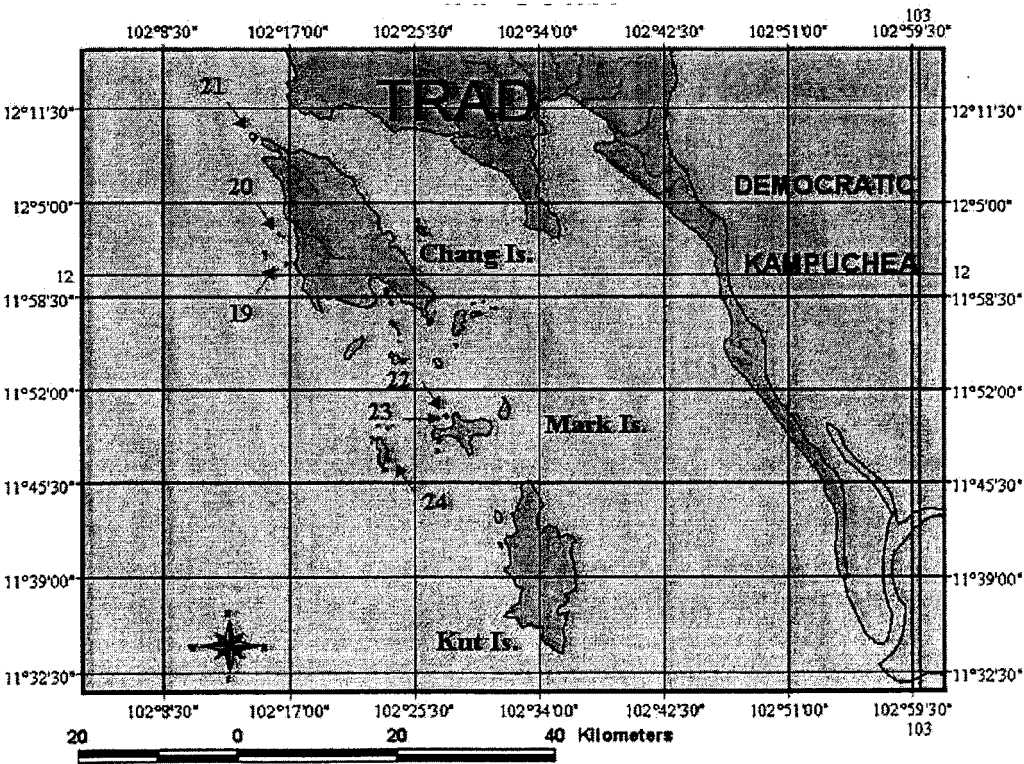 103
102°8'30" 102°17'00" 102°25'30" 102°34'00" 102°42'30" 102°51'00" 102°59'30"
21
TRAD
12°11'30" 12°11'30"
20 DEMOCRATIC
12°5'00" 12°5'00"
Chang Is. KAMPUCHEA
12 12
11°58'30" 11°58'30"
19
22
11°52'00" 11°52'00"
23 Mark Is.
11°45'30" 11°45'30"
24
11°39'00" 11°39'00"
Kut Is.
11°32'30" 11°32'30"
102°8'30" 102°17'00" 102°25'30" 102°34'00" 102°42'30" 102°51'00" 102°59'30"
103
20 0 20 40 Kilometers